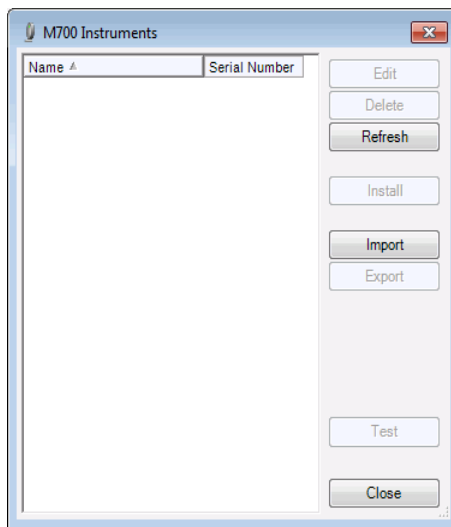 M700 Instruments
Name
Serial Number
Edit
Delete
Refresh
Install
Import
Export
Test
Close